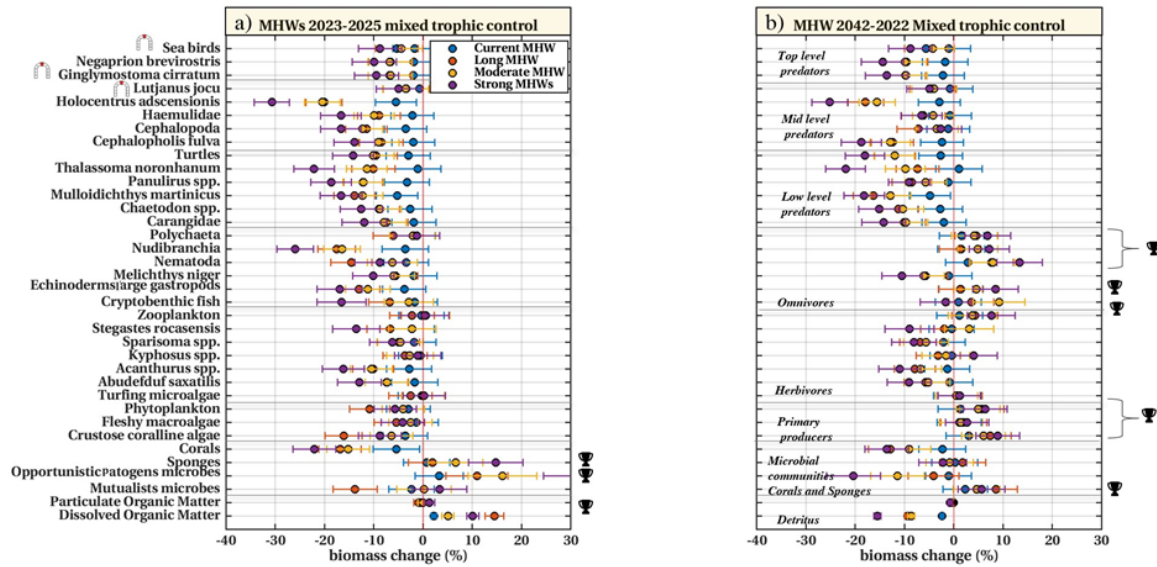 a) MHWs 2023-2025 mixed trophic control
Current MHW
Long MHW
Moderate MHW
Strong MHWs
Sea birds
Negaprion brevirostris
Ginglymostoma cirratum
Lutjanus jocu
Holocentrus adscensionis
Haemulidae
Cephalopoda
Cephalopholis fulva
Turtles
Thalassoma noronhanum
Panulirus spp.
Mulloidichthys martinicus
Chaetodon spp.
Carangidae
Polychaeta
Nudibranchia
Nematoda
Melichthys niger
Echinoderms/arge gastropods
Cryptobenthic fish
Zooplankton
Stegastes rocasensis
Sparisoma spp.
Kyphosus spp.
Acanthurus spp.
Abudefduf saxatilis
Turfing microalgae
Phytoplankton
Fleshy macroalgae
Crustose coralline algae
Corals
Sponges
Opportunistic patogens microbes
Mutualists microbes
Particulate Organic Matter
Dissolved Organic Matter
-40 -30 -20 -10 0 10 20 30
biomass change (%)
b) MHW 2042-2022 Mixed trophic control
Top level
predators
Mid level
predators
Low level
predators
Omnivores
Herbivores
Primary
producers
Microbial
communities
Corals and Sponges
Detritus
-40 -30 -20 -10 0 10 20 30
biomass change (%)